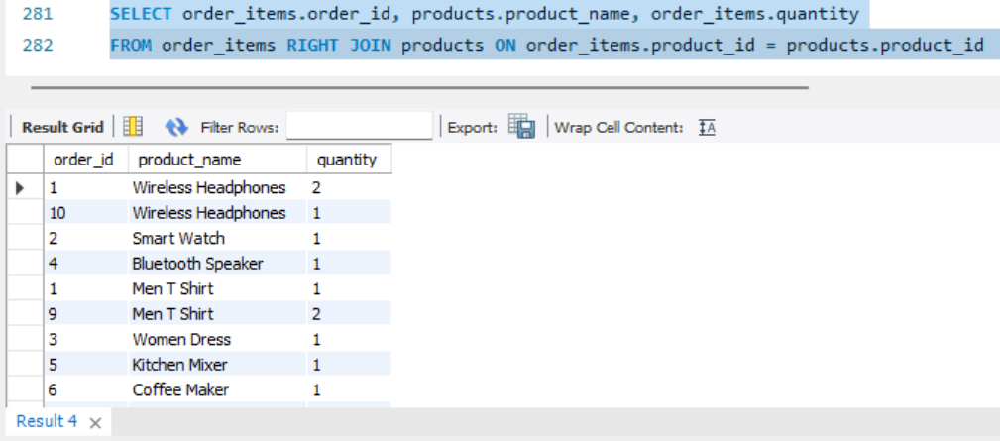 281 SELECT order_items.order_id, products.product_name, order_items.quantity
282 FROM order_items RIGHT JOIN products ON order_items.product_id = products.product_id
Result Grid Filter Rows: Export: Wrap Cell Content: IA
order_id product_name quantity
1 Wireless Headphones 2
10 Wireless Headphones 1
2 Smart Watch 1
4 Bluetooth Speaker 1
1 Men T Shirt 1
9 Men T Shirt 2
3 Women Dress 1
5 Kitchen Mixer 1
6 Coffee Maker 1
Result 4 ×